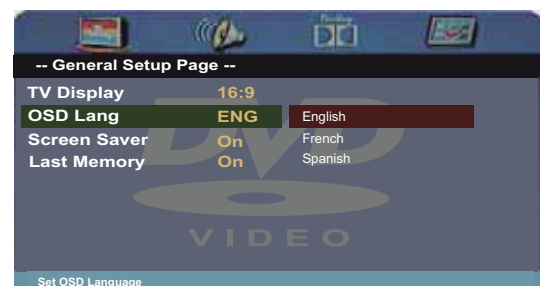 -- General Setup Page --
TV Display 16:9
OSD Lang ENG English
Screen Saver On French
Last Memory On Spanish
DVD
VIDEO
Set OSD Language